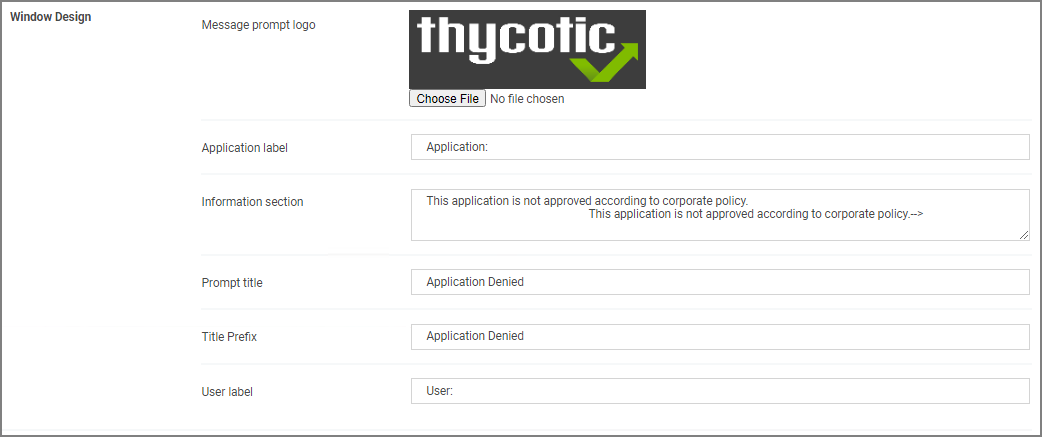 Window Design
Message prompt logo
thycotic
Choose File No file chosen
Application label
Application:
Information section
This application is not approved according to corporate policy.
This application is not approved according to corporate policy.-->
Prompt title
Application Denied
Title Prefix
Application Denied
User label
User: